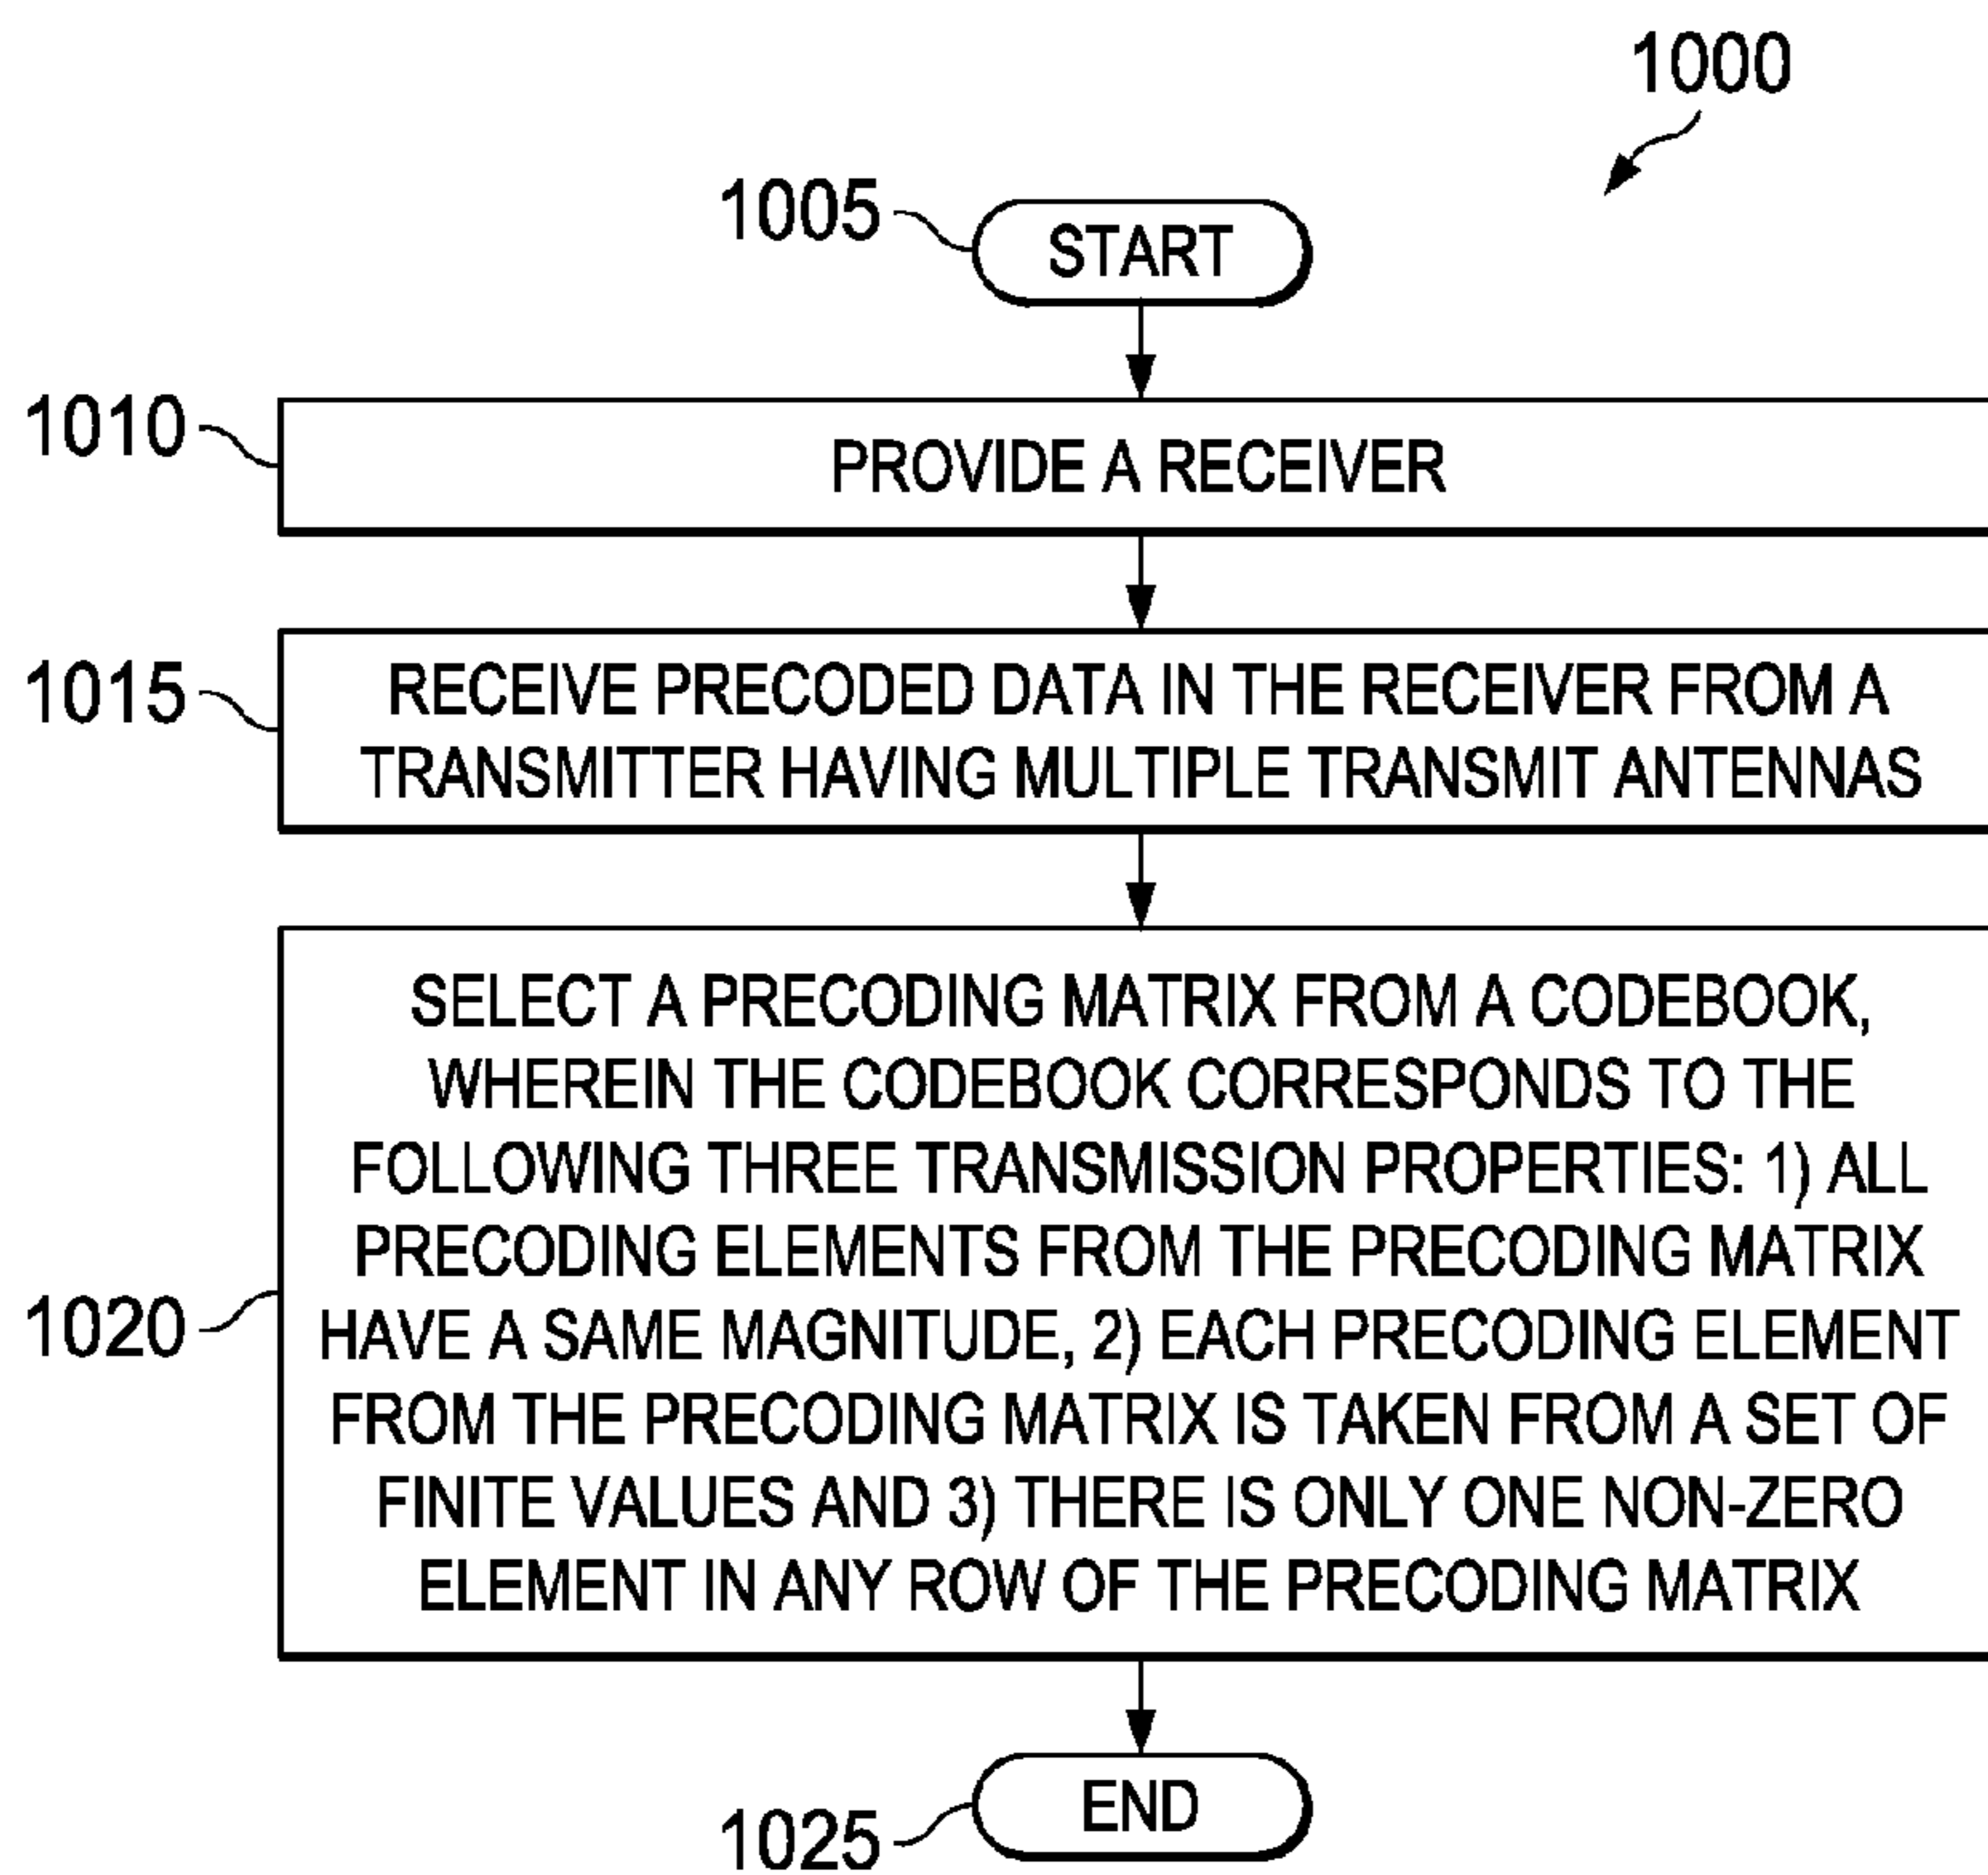 1000
1005
START
1010
PROVIDE A RECEIVER
1015
RECEIVE PRECODED DATA IN THE RECEIVER FROM A
TRANSMITTER HAVING MULTIPLE TRANSMIT ANTENNAS
SELECT A PRECODING MATRIX FROM A CODEBOOK,
WHEREIN THE CODEBOOK CORRESPONDS TO THE
FOLLOWING THREE TRANSMISSION PROPERTIES: 1) ALL
PRECODING ELEMENTS FROM THE PRECODING MATRIX
1020
HAVE A SAME MAGNITUDE, 2) EACH PRECODING ELEMENT
FROM THE PRECODING MATRIX IS TAKEN FROM A SET OF
FINITE VALUES AND 3) THERE IS ONLY ONE NON-ZERO
ELEMENT IN ANY ROW OF THE PRECODING MATRIX
END
1025